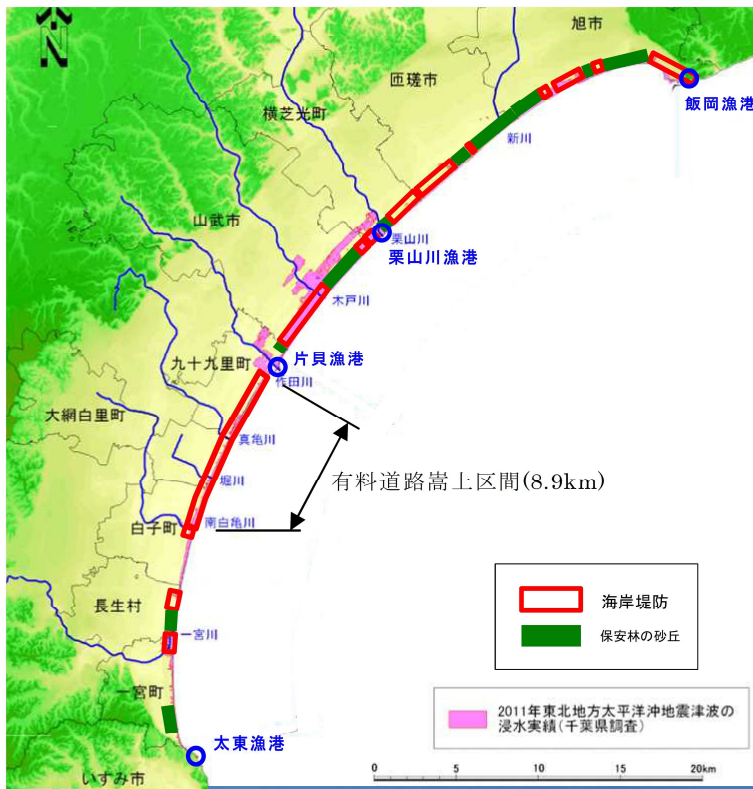 旭市
匝瑳市
飯岡漁港
横芝光町
新川
山武市
栗山川
栗山川漁港
木戸川
九十九里町
片貝漁港
作田川
大網白里町
真亀川
堀川
有料道路嵩上区間(8.9km)
白子町
南白亀川
長生村
一宮川
一宮町
太東漁港
いすみ市
海岸堤防
保安林の砂丘
2011年東北地方太平洋沖地震津波の
浸水実績(千葉県調査)
0 5 10 15 20km